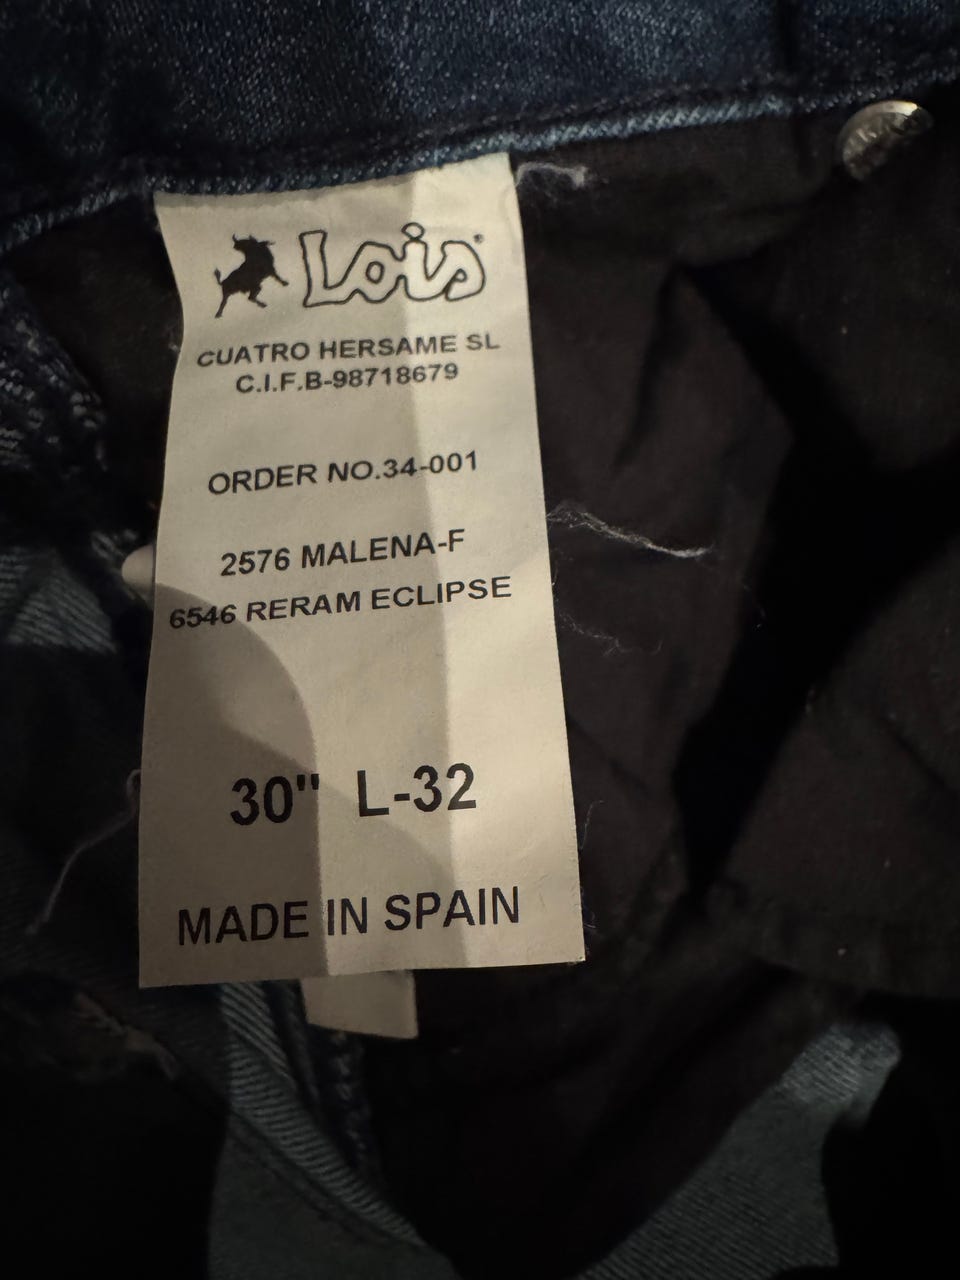 Lois®
CUATRO HERSAME SL
C.I.F.B-98718679
ORDER NO.34-001
2576 MALENA-F
6546 RERAM ECLIPSE
30" L-32
MADE IN SPAIN